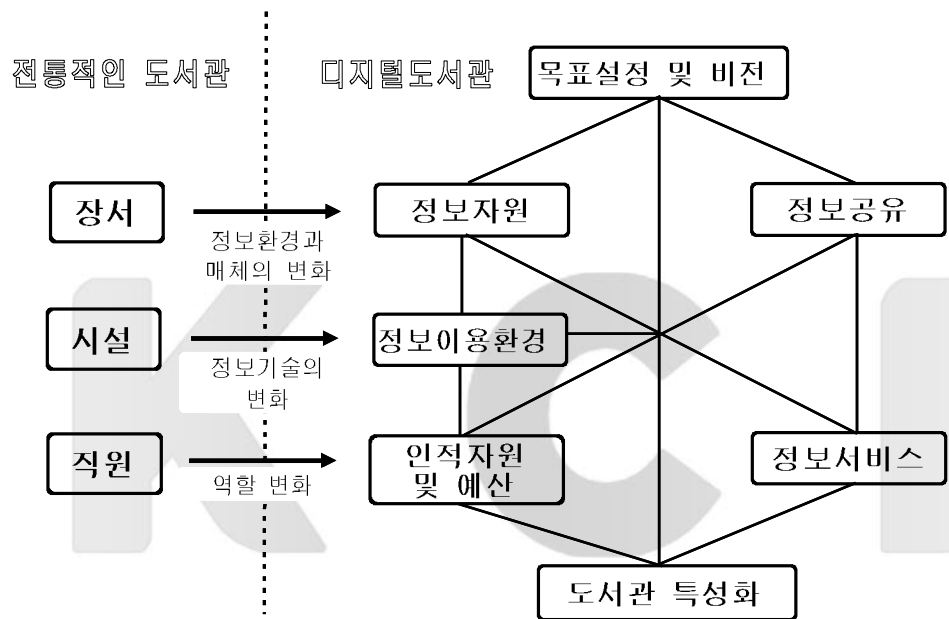 전통적인 도서관
디지털도서관
목표설정 및 비전
장서
정보환경과
매체의 변화
정보자원
정보공유
시설
정보기술의
변화
정보이용환경
직원
역할 변화
인적자원
및 예산
정보서비스
도서관 특성화
KCI